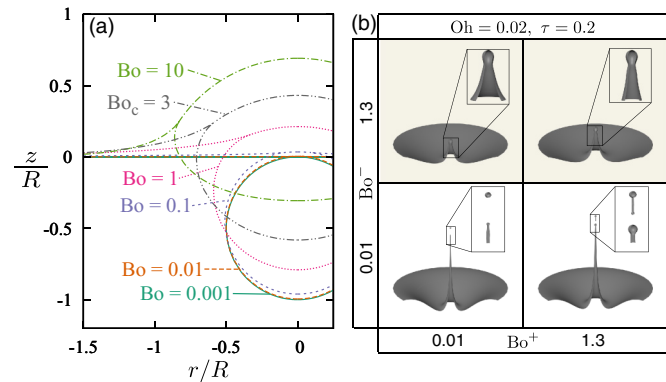 (a)
1
0.5
0
-0.5
-1
z/R
-1.5 -1 -0.5 0
r/R
Bo = 10
Bo_c = 3
Bo = 1
Bo = 0.1
Bo = 0.01
Bo = 0.001
(b)
Oh = 0.02, τ = 0.2
Bo⁻
1.3
0.01
0.01 Bo⁺ 1.3